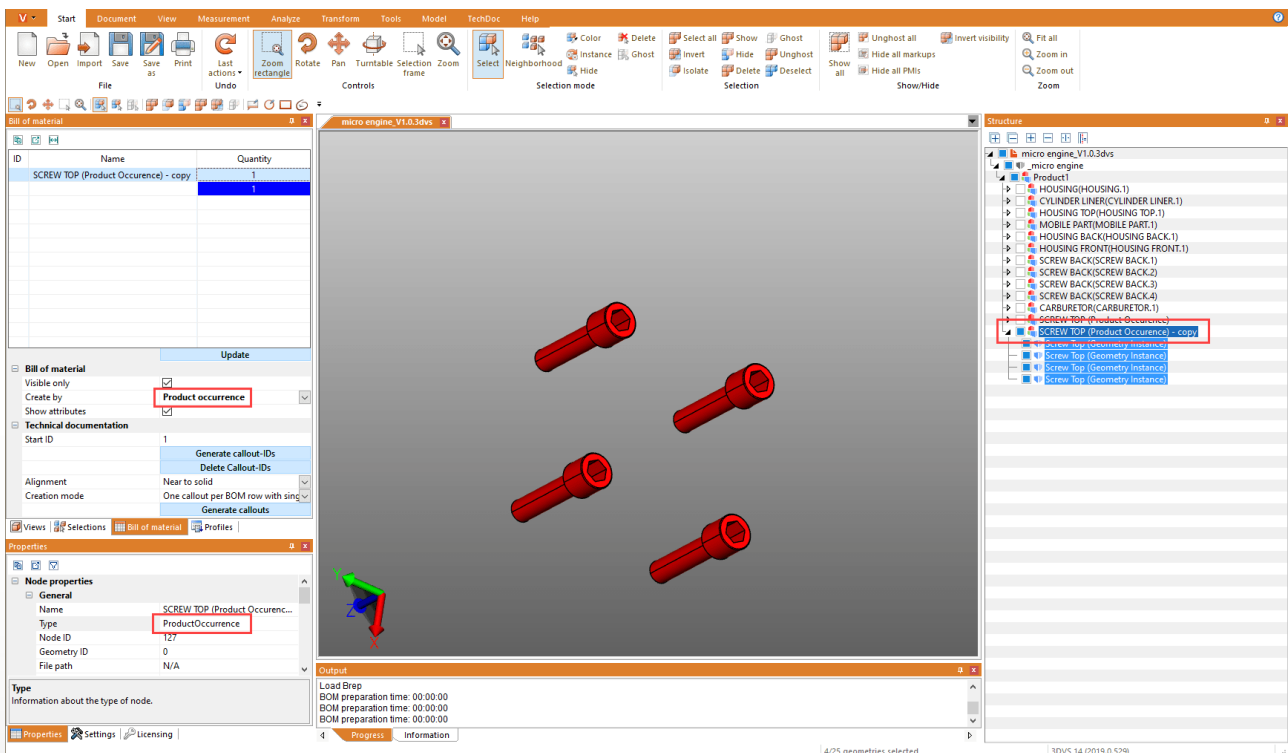 V Start Document View Measurement Analyze Transform Tools Model TechDoc Help
New Open Import Save Save as Print
File
Last actions
Undo
Zoom rectangle Rotate Pan Turntable Selection frame Zoom
Controls
Select Neighborhood Color Delete
Instance Ghost
Hide
Selection mode
Select all Show Ghost
Invert Hide Unghost
Isolate Delete Deselect
Selection
Show all Unghost all Invert visibility
Hide all markups
Hide all PMIs
Show/Hide
Fit all
Zoom in
Zoom out
Zoom
Bill of material
ID Name Quantity
SCREW TOP (Product Occurence) - copy 1
1
Update
Bill of material
Visible only
Create by Product occurrence
Show attributes
Technical documentation
Start ID 1
Generate callout-IDs
Delete Callout-IDs
Alignment Near to solid
Creation mode One callout per BOM row with sing
Generate callouts
Views Selections Bill of material Profiles
Properties
Node properties
General
Name SCREW TOP (Product Occurenc...
Type ProductOccurrence
Node ID 127
Geometry ID 0
File path N/A
Type
Information about the type of node.
Properties Settings Licensing
micro engine_V1.0.3dvs
Y
Z
X
Output
Load Brep
BOM preparation time: 00:00:00
BOM preparation time: 00:00:00
BOM preparation time: 00:00:00
Progress Information
Structure
micro engine_V1.0.3dvs
_micro engine
Product1
HOUSING(HOUSING.1)
CYLINDER LINER(CYLINDER LINER.1)
HOUSING TOP(HOUSING TOP.1)
MOBILE PART(MOBILE PART.1)
HOUSING BACK(HOUSING BACK.1)
HOUSING FRONT(HOUSING FRONT.1)
SCREW BACK(SCREW BACK.1)
SCREW BACK(SCREW BACK.2)
SCREW BACK(SCREW BACK.3)
SCREW BACK(SCREW BACK.4)
CARBURETOR(CARBURETOR.1)
SCREW TOP (Product Occurence)
SCREW TOP (Product Occurence) - copy
Screw Top (Geometry Instance)
Screw Top (Geometry Instance)
Screw Top (Geometry Instance)
Screw Top (Geometry Instance)
4/25 geometries selected 3DVS 14 (2019.0.529)